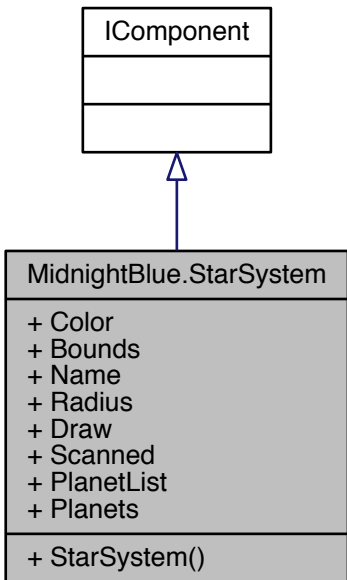 IComponent
MidnightBlue.StarSystem
+ Color
+ Bounds
+ Name
+ Radius
+ Draw
+ Scanned
+ PlanetList
+ Planets
+ StarSystem()